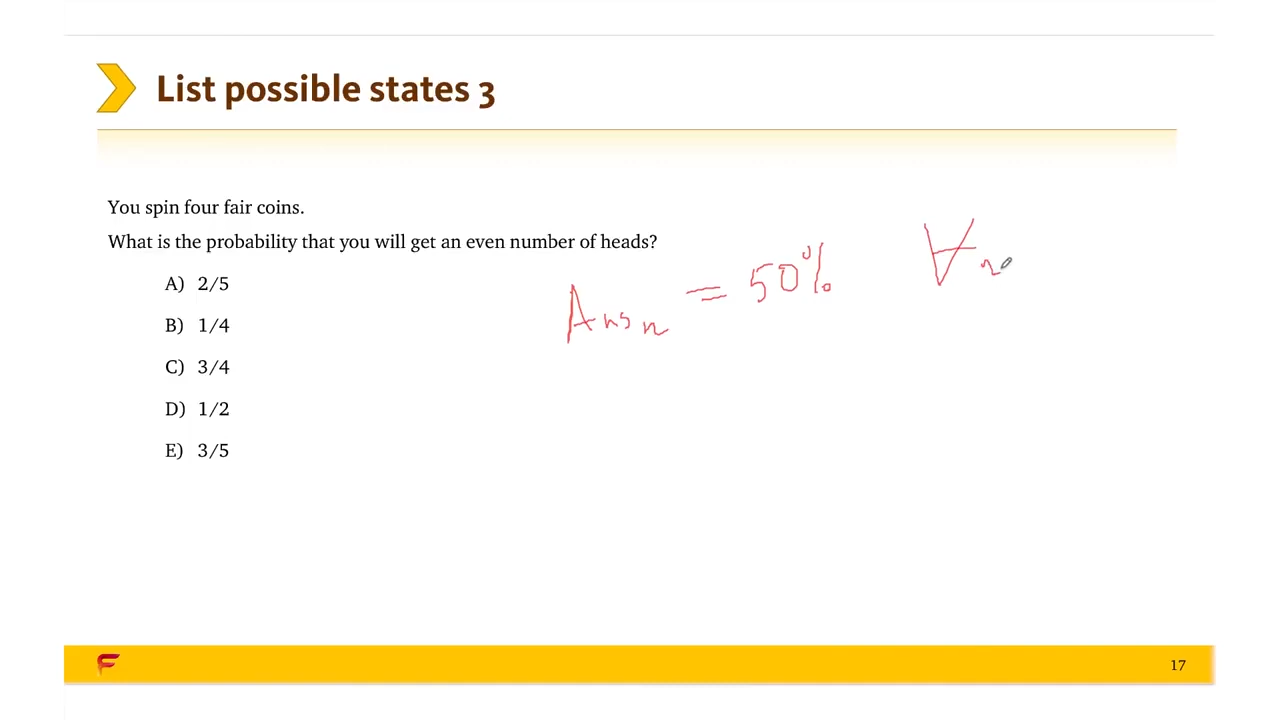 List possible states 3
You spin four fair coins.
What is the probability that you will get an even number of heads?
A) 2/5
B) 1/4
C) 3/4
D) 1/2
E) 3/5
Ans n = 50% ∀ n
17